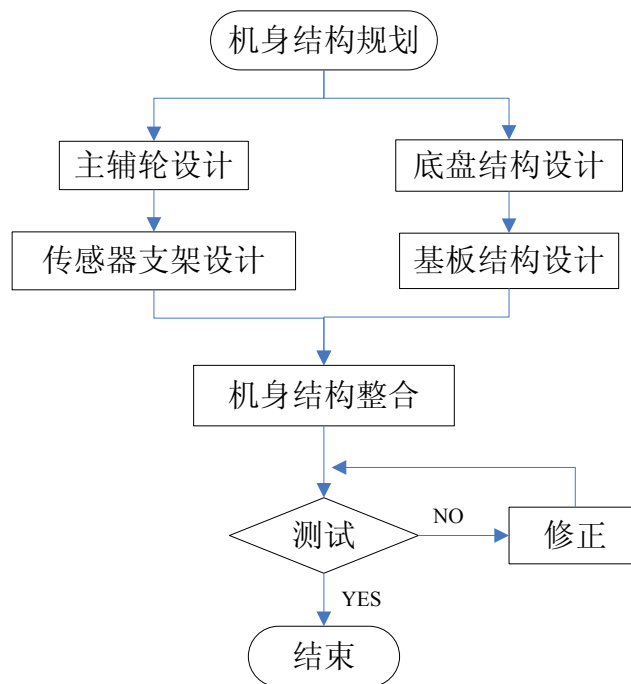 机身结构规划
主辅轮设计
底盘结构设计
传感器支架设计
基板结构设计
机身结构整合
测试
NO
修正
YES
结束